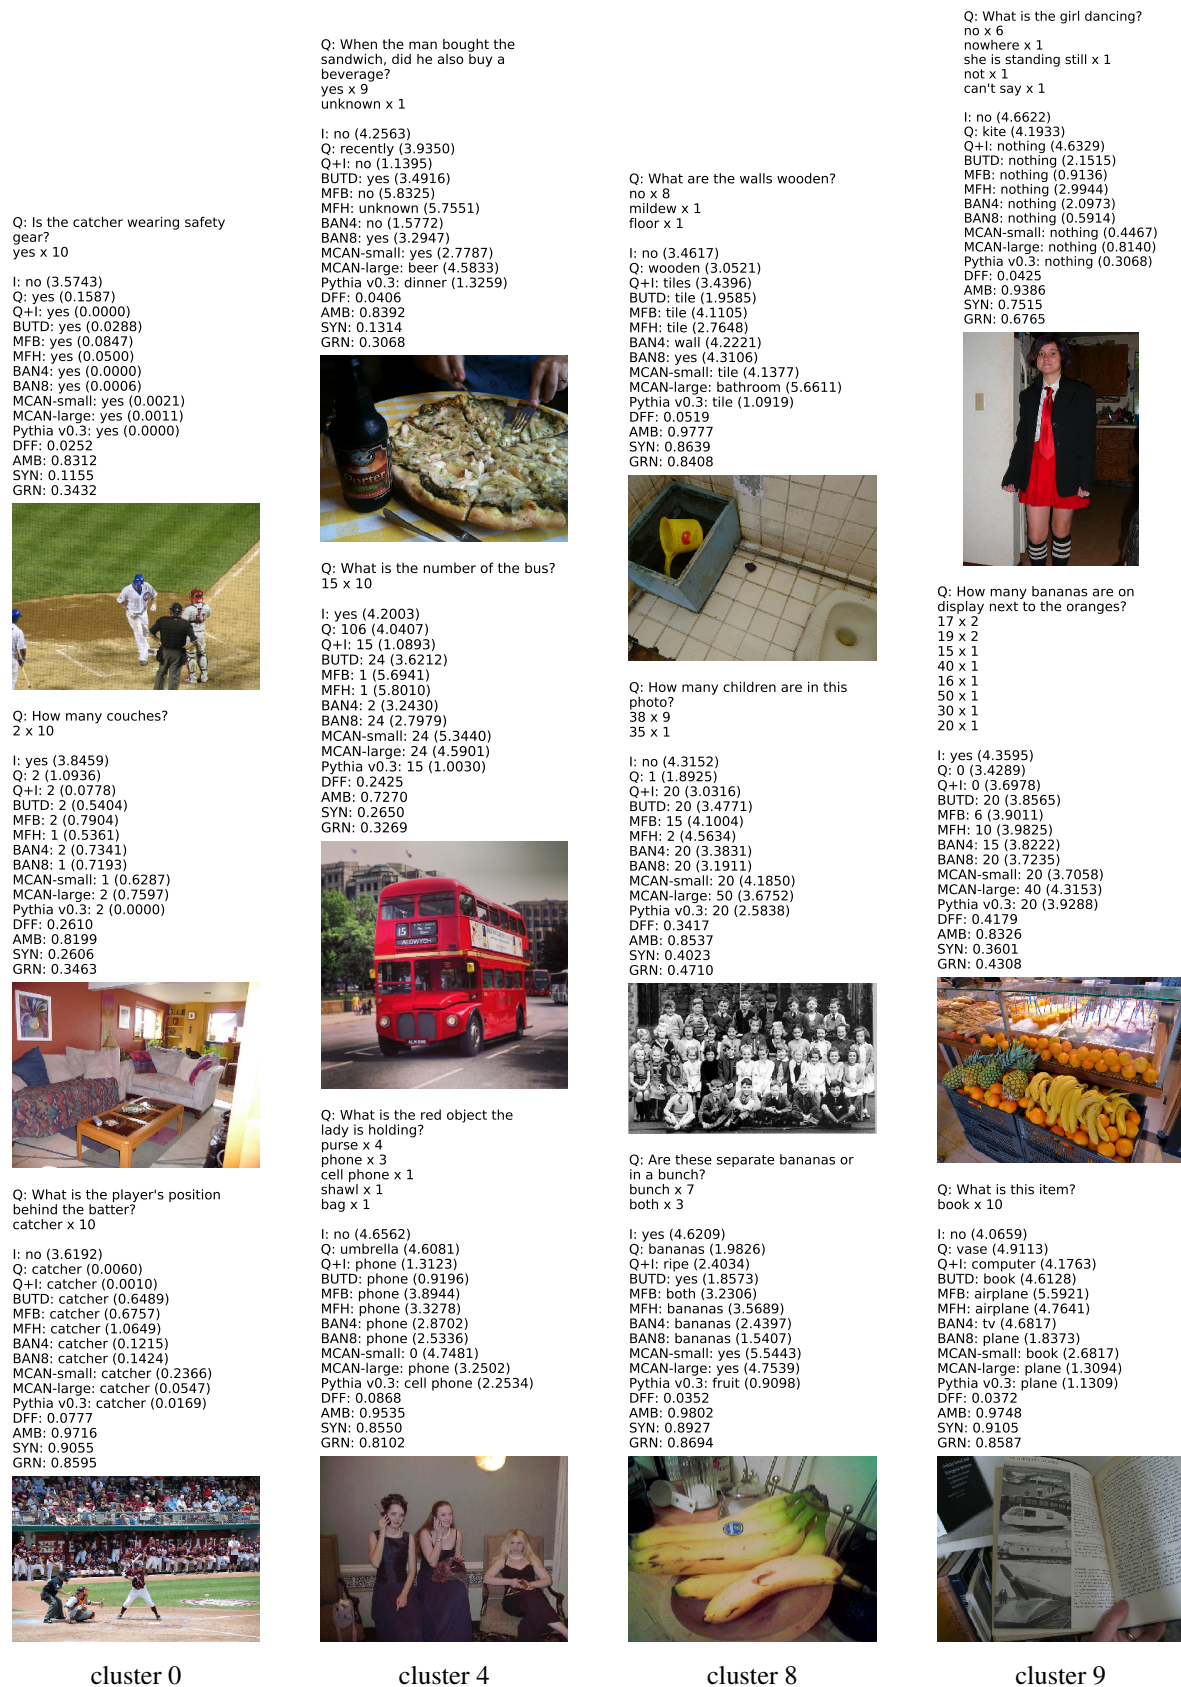 Q: Is the catcher wearing safety
gear?
yes x 10
I: no (3.5743)
Q: yes (0.1587)
Q+I: yes (0.0000)
BUTD: yes (0.0288)
MFB: yes (0.0847)
MFH: yes (0.0500)
BAN4: yes (0.0000)
BAN8: yes (0.0006)
MCAN-small: yes (0.0021)
MCAN-large: yes (0.0011)
Pythia v0.3: yes (0.0000)
DFF: 0.0252
AMB: 0.8312
SYN: 0.1155
GRN: 0.3432
Q: How many couches?
2 x 10
I: yes (3.8459)
Q: 2 (1.0936)
Q+I: 2 (0.0778)
BUTD: 2 (0.5404)
MFB: 2 (0.7904)
MFH: 1 (0.5361)
BAN4: 2 (0.7341)
BAN8: 1 (0.7193)
MCAN-small: 1 (0.6287)
MCAN-large: 2 (0.7597)
Pythia v0.3: 2 (0.0000)
DFF: 0.2610
AMB: 0.8199
SYN: 0.2606
GRN: 0.3463
Q: What is the player's position
behind the batter?
catcher x 10
I: no (3.6192)
Q: catcher (0.0060)
Q+I: catcher (0.0010)
BUTD: catcher (0.6489)
MFB: catcher (0.6757)
MFH: catcher (1.0649)
BAN4: catcher (0.1215)
BAN8: catcher (0.1424)
MCAN-small: catcher (0.2366)
MCAN-large: catcher (0.0547)
Pythia v0.3: catcher (0.0169)
DFF: 0.0777
AMB: 0.9716
SYN: 0.9055
GRN: 0.8595
cluster 0
Q: When the man bought the
sandwich, did he also buy a
beverage?
yes x 9
unknown x 1
I: no (4.2563)
Q: recently (3.9350)
Q+I: no (1.1395)
BUTD: yes (3.4916)
MFB: no (5.8325)
MFH: unknown (5.7551)
BAN4: no (1.5772)
BAN8: yes (3.2947)
MCAN-small: yes (2.7787)
MCAN-large: beer (4.5833)
Pythia v0.3: dinner (1.3259)
DFF: 0.0406
AMB: 0.8392
SYN: 0.1314
GRN: 0.3068
Porter
Q: What is the number of the bus?
15 x 10
I: yes (4.2003)
Q: 106 (4.0407)
Q+I: 15 (1.0893)
BUTD: 24 (3.6212)
MFB: 1 (5.6941)
MFH: 1 (5.8010)
BAN4: 2 (3.2430)
BAN8: 24 (2.7979)
MCAN-small: 24 (5.3440)
MCAN-large: 24 (4.5901)
Pythia v0.3: 15 (1.0030)
DFF: 0.2425
AMB: 0.7270
SYN: 0.2650
GRN: 0.3269
15
ALDWYCH
Q: What is the red object the
lady is holding?
purse x 4
phone x 3
cell phone x 1
shawl x 1
bag x 1
I: no (4.6562)
Q: umbrella (4.6081)
Q+I: phone (1.3123)
BUTD: phone (0.9196)
MFB: phone (3.8944)
MFH: phone (3.3278)
BAN4: phone (2.8702)
BAN8: phone (2.5336)
MCAN-small: 0 (4.7481)
MCAN-large: phone (3.2502)
Pythia v0.3: cell phone (2.2534)
DFF: 0.0868
AMB: 0.9535
SYN: 0.8550
GRN: 0.8102
cluster 4
Q: What are the walls wooden?
no x 8
mildew x 1
floor x 1
I: no (3.4617)
Q: wooden (3.0521)
Q+I: tiles (3.4396)
BUTD: tile (1.9585)
MFB: tile (4.1105)
MFH: tile (2.7648)
BAN4: wall (4.2221)
BAN8: yes (4.3106)
MCAN-small: tile (4.1377)
MCAN-large: bathroom (5.6611)
Pythia v0.3: tile (1.0919)
DFF: 0.0519
AMB: 0.9777
SYN: 0.8639
GRN: 0.8408
Q: How many children are in this
photo?
38 x 9
35 x 1
I: no (4.3152)
Q: 1 (1.8925)
Q+I: 20 (3.0316)
BUTD: 20 (3.4771)
MFB: 15 (4.1004)
MFH: 2 (4.5634)
BAN4: 20 (3.3831)
BAN8: 20 (3.1911)
MCAN-small: 20 (4.1850)
MCAN-large: 50 (3.6752)
Pythia v0.3: 20 (2.5838)
DFF: 0.3417
AMB: 0.8537
SYN: 0.4023
GRN: 0.4710
Q: Are these separate bananas or
in a bunch?
bunch x 7
both x 3
I: yes (4.6209)
Q: bananas (1.9826)
Q+I: ripe (2.4034)
BUTD: yes (1.8573)
MFB: both (3.2306)
MFH: bananas (3.5689)
BAN4: bananas (2.4397)
BAN8: bananas (1.5407)
MCAN-small: yes (5.5443)
MCAN-large: yes (4.7539)
Pythia v0.3: fruit (0.9098)
DFF: 0.0352
AMB: 0.9802
SYN: 0.8927
GRN: 0.8694
cluster 8
Q: What is the girl dancing?
no x 6
nowhere x 1
she is standing still x 1
not x 1
can't say x 1
I: no (4.6622)
Q: kite (4.1933)
Q+I: nothing (4.6329)
BUTD: nothing (2.1515)
MFB: nothing (0.9136)
MFH: nothing (2.9944)
BAN4: nothing (2.0973)
BAN8: nothing (0.5914)
MCAN-small: nothing (0.4467)
MCAN-large: nothing (0.8140)
Pythia v0.3: nothing (0.3068)
DFF: 0.0425
AMB: 0.9386
SYN: 0.7515
GRN: 0.6765
Q: How many bananas are on
display next to the oranges?
17 x 2
19 x 2
15 x 1
40 x 1
16 x 1
50 x 1
30 x 1
20 x 1
I: yes (4.3595)
Q: 0 (3.4289)
Q+I: 0 (3.6978)
BUTD: 20 (3.8565)
MFB: 6 (3.9011)
MFH: 10 (3.9825)
BAN4: 15 (3.8222)
BAN8: 20 (3.7235)
MCAN-small: 20 (3.7058)
MCAN-large: 40 (4.3153)
Pythia v0.3: 20 (3.9288)
DFF: 0.4179
AMB: 0.8326
SYN: 0.3601
GRN: 0.4308
Q: What is this item?
book x 10
I: no (4.0659)
Q: vase (4.9113)
Q+I: computer (4.1763)
BUTD: book (4.6128)
MFB: airplane (5.5921)
MFH: airplane (4.7641)
BAN4: tv (4.6817)
BAN8: plane (1.8373)
MCAN-small: book (2.6817)
MCAN-large: plane (1.3094)
Pythia v0.3: plane (1.1309)
DFF: 0.0372
AMB: 0.9748
SYN: 0.9105
GRN: 0.8587
cluster 9